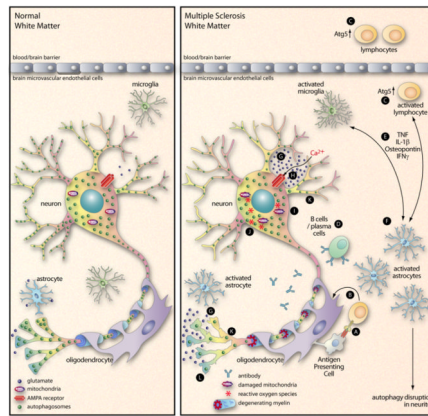 Normal
White Matter
blood/brain barrier
brain microvascular endothelial cells
microglia
neuron
astrocyte
oligodendrocyte
glutamate
mitochondria
AMPA receptor
autophagosomes
Multiple Sclerosis
White Matter
C
Atg5↑
lymphocytes
blood/brain barrier
brain microvascular endothelial cells
activated
microglia
Atg5↑
C
activated
lymphocyte
E
TNF
IL-1β
Osteopontin
IFNγ
Ca²⁺
H
K
I
neuron
J
B cells
/ plasma
cells
D
F
activated
astrocytes
activated
astrocyte
G
K
L
B
A
oligodendrocyte
Antigen
Presenting
Cell
antibody
damaged mitochondria
reactive oxygen species
degenerating myelin
autophagy disruption
in neurite